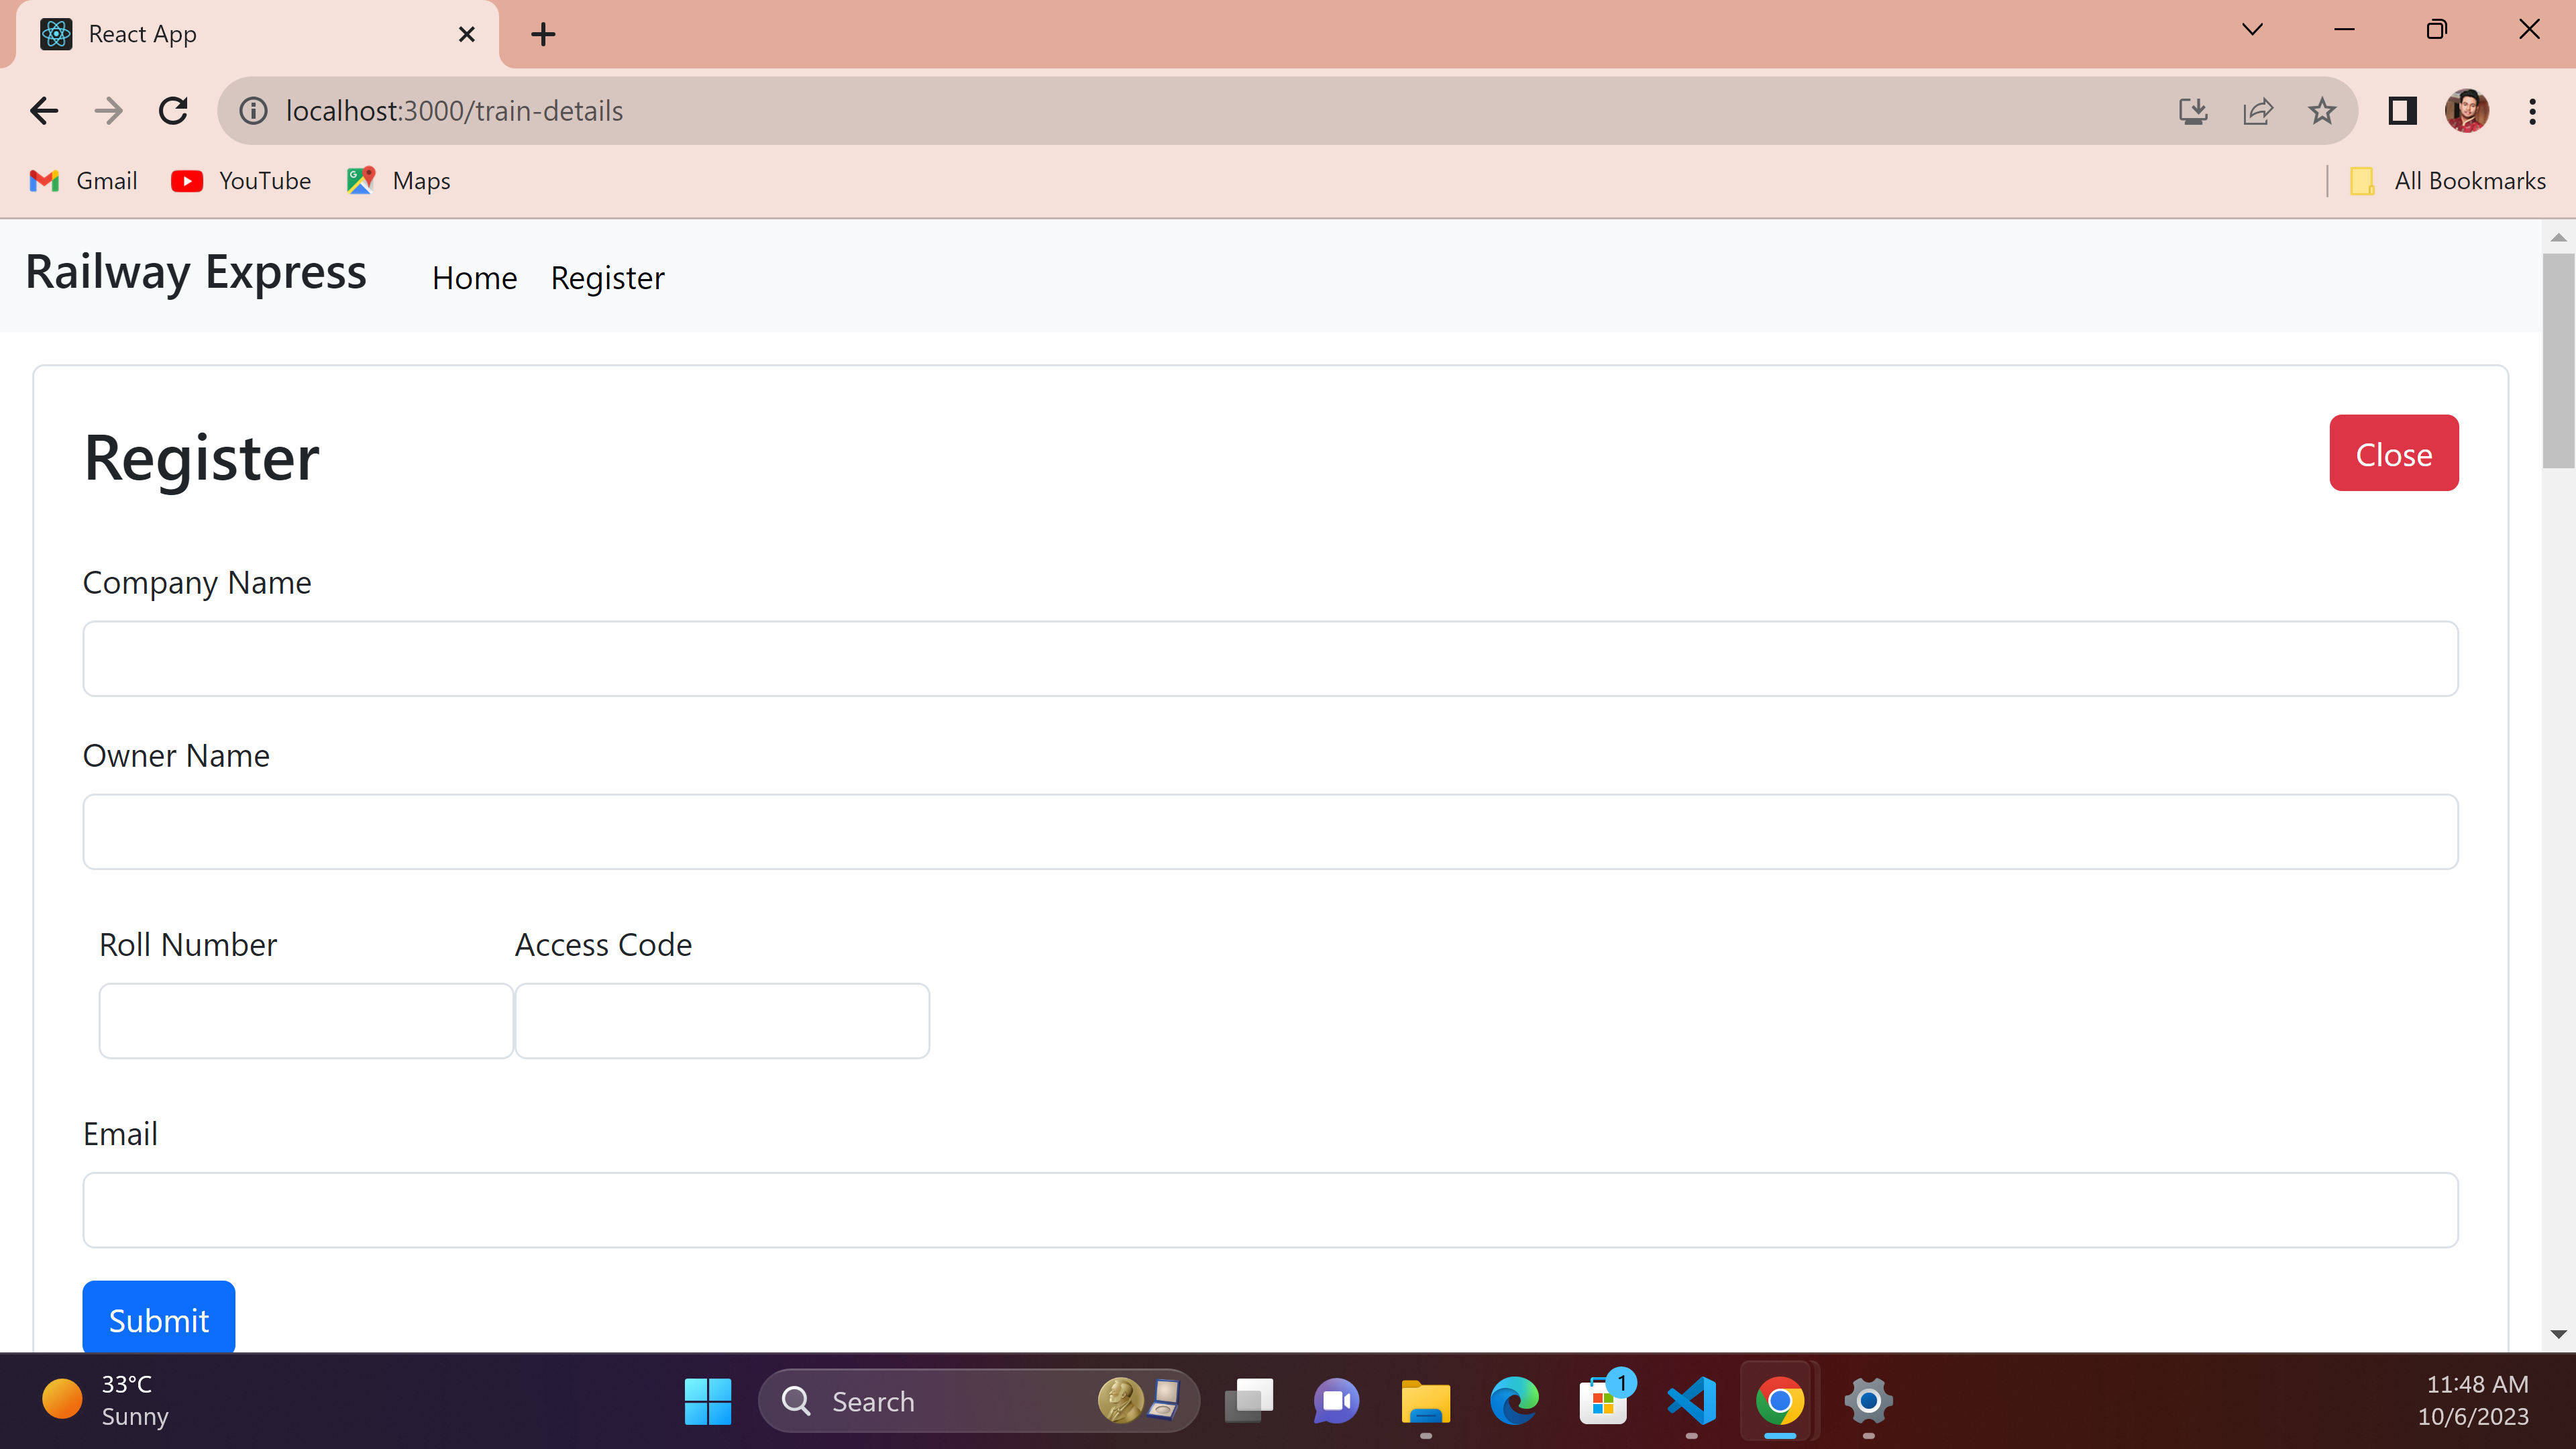 React App
localhost:3000/train-details
Gmail YouTube Maps All Bookmarks
Railway Express Home Register
Register Close
Company Name
Owner Name
Roll Number Access Code
Email
Submit
33°C
Sunny
Search
1
11:48 AM
10/6/2023